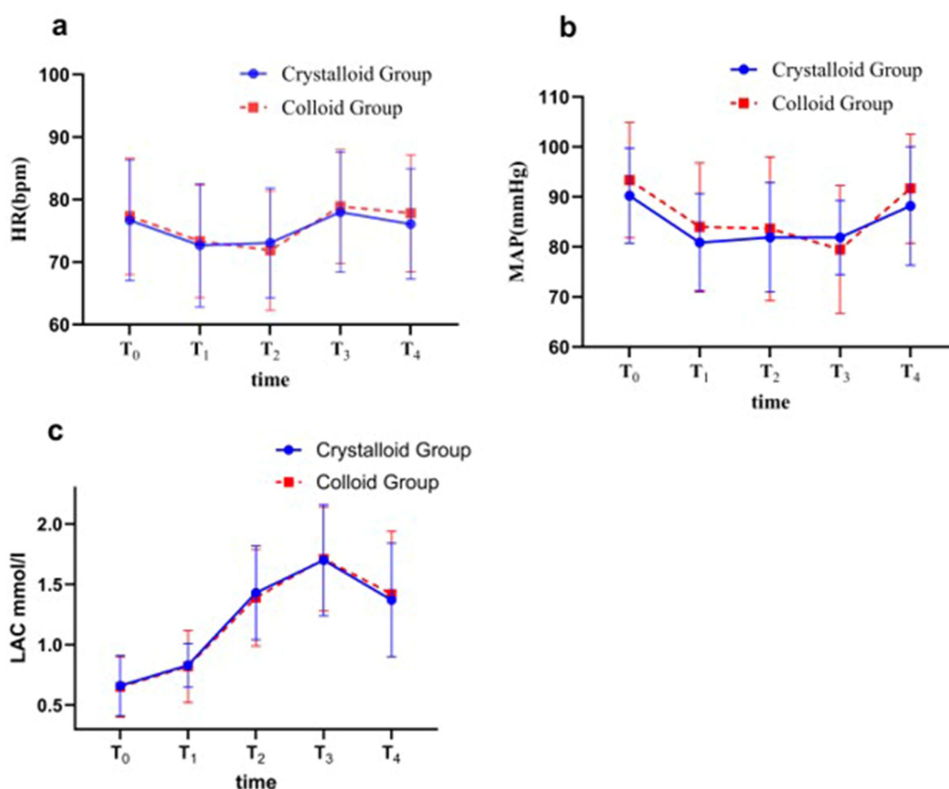 a
Crystalloid Group
Colloid Group
HR(bpm)
100
90
80
70
60
T0 T1 T2 T3 T4
time
b
Crystalloid Group
Colloid Group
MAP(mmHg)
110
100
90
80
70
60
T0 T1 T2 T3 T4
time
c
Crystalloid Group
Colloid Group
LAC mmol/l
2.0
1.5
1.0
0.5
T0 T1 T2 T3 T4
time